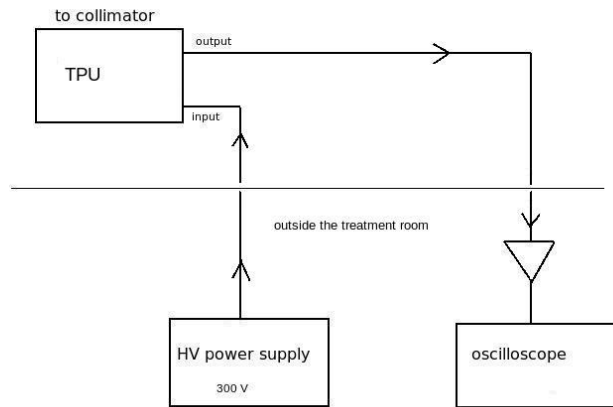 to collimator
output
TPU
input
outside the treatment room
HV power supply
300 V
oscilloscope